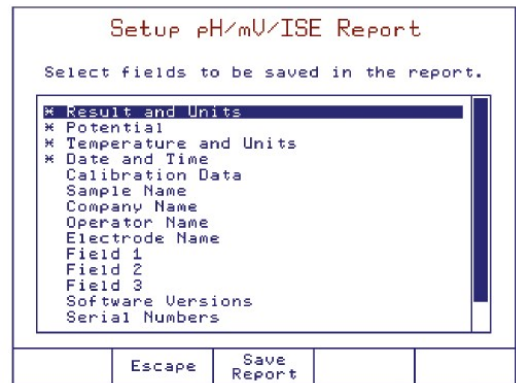 Setup pH/mV/ISE Report
Select fields to be saved in the report.
* Result and Units
* Potential
* Temperature and Units
* Date and Time
Calibration Data
Sample Name
Company Name
Operator Name
Electrode Name
Field 1
Field 2
Field 3
Software Versions
Serial Numbers
Escape
Save
Report